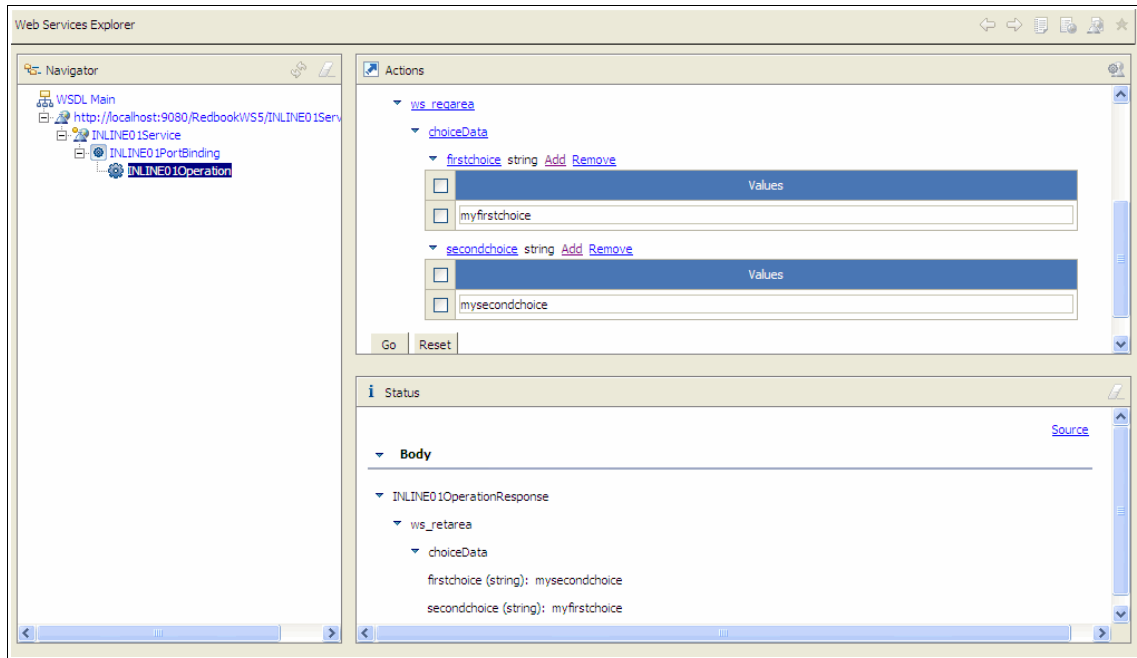 Web Services Explorer
Navigator
WSDL Main
http://localhost:9080/RedbookWS5/INLINE01Serv
INLINE01Service
INLINE01PortBinding
INLINE01Operation
Actions
ws_reqarea
choiceData
firstchoice string Add Remove
Values
myfirstchoice
secondchoice string Add Remove
Values
mysecondchoice
Go Reset
i Status
Source
Body
INLINE01OperationResponse
ws_retarea
choiceData
firstchoice (string): mysecondchoice
secondchoice (string): myfirstchoice